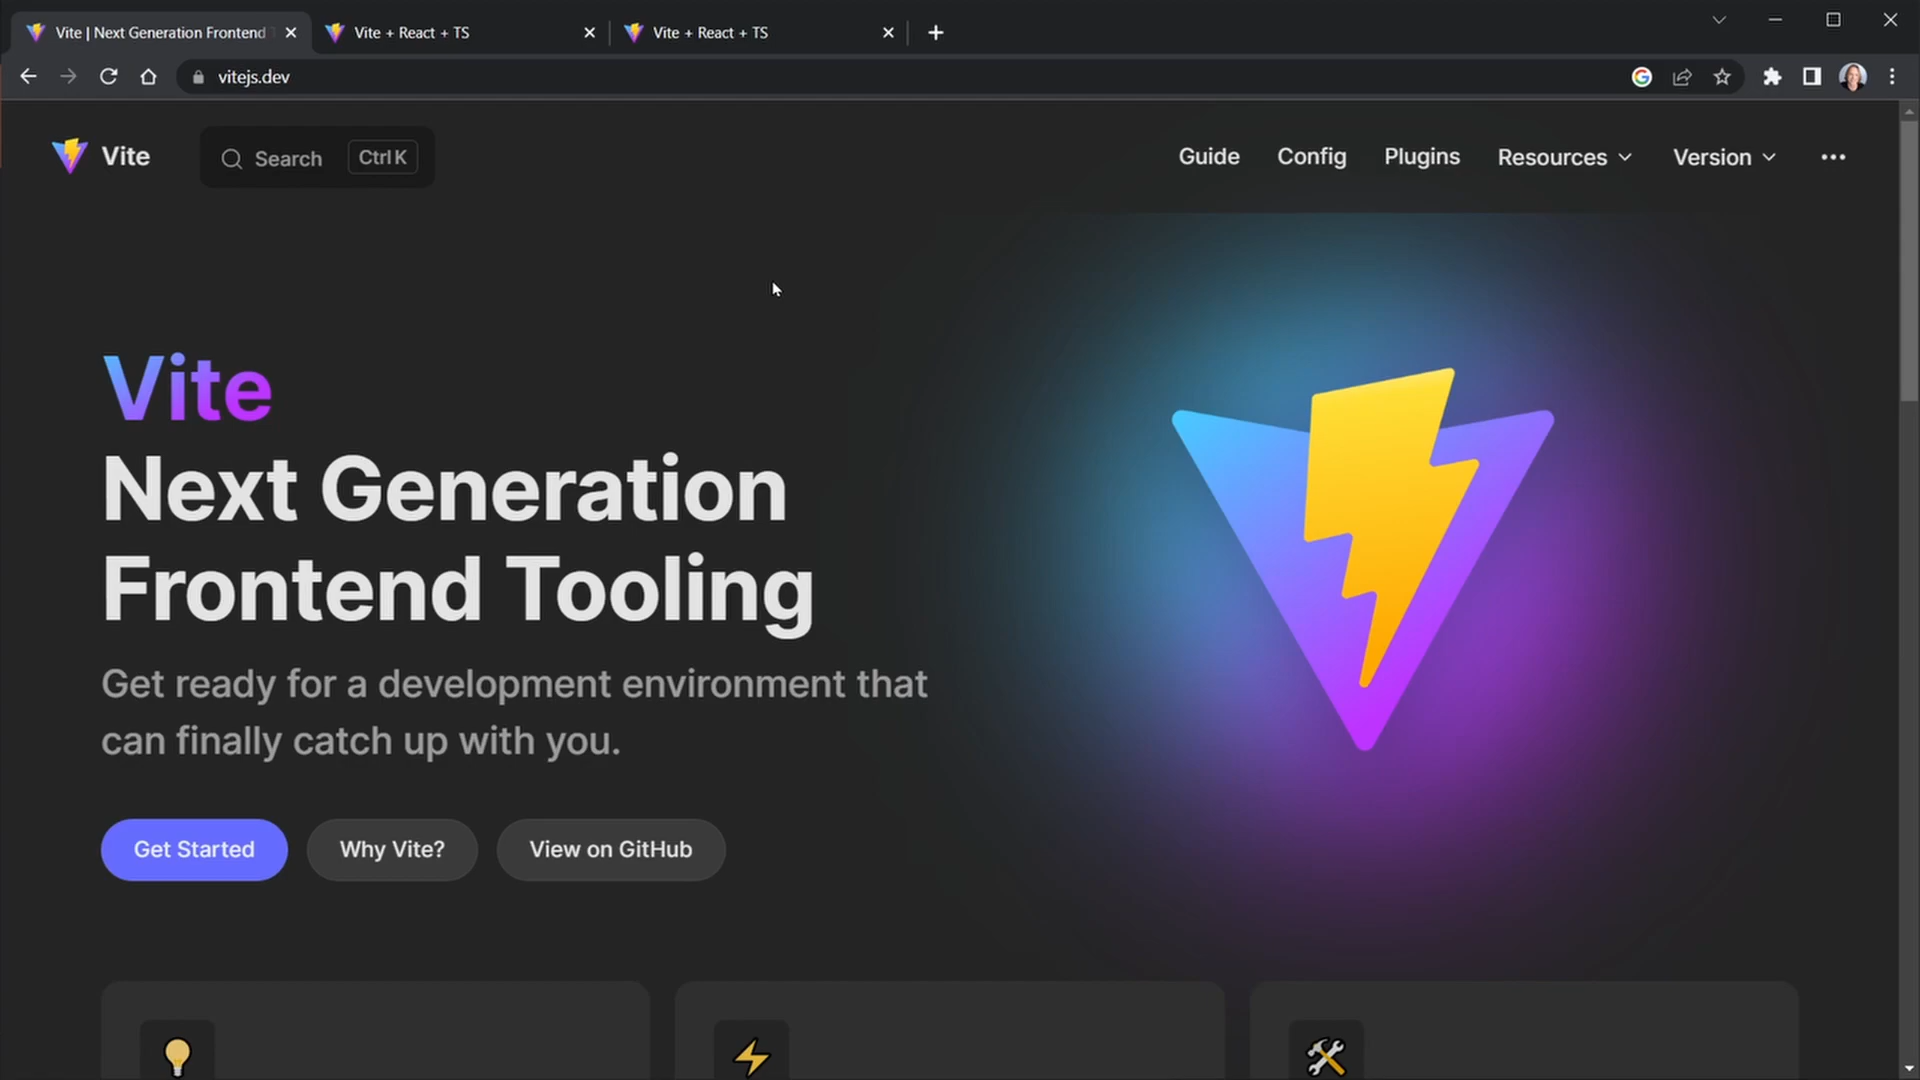 Vite | Next Generation Frontend
Vite + React + TS
Vite + React + TS
vitejs.dev
Vite
Search
Ctrl K
Guide
Config
Plugins
Resources
Version
Vite
Next Generation
Frontend Tooling
Get ready for a development environment that
can finally catch up with you.
Get Started
Why Vite?
View on GitHub